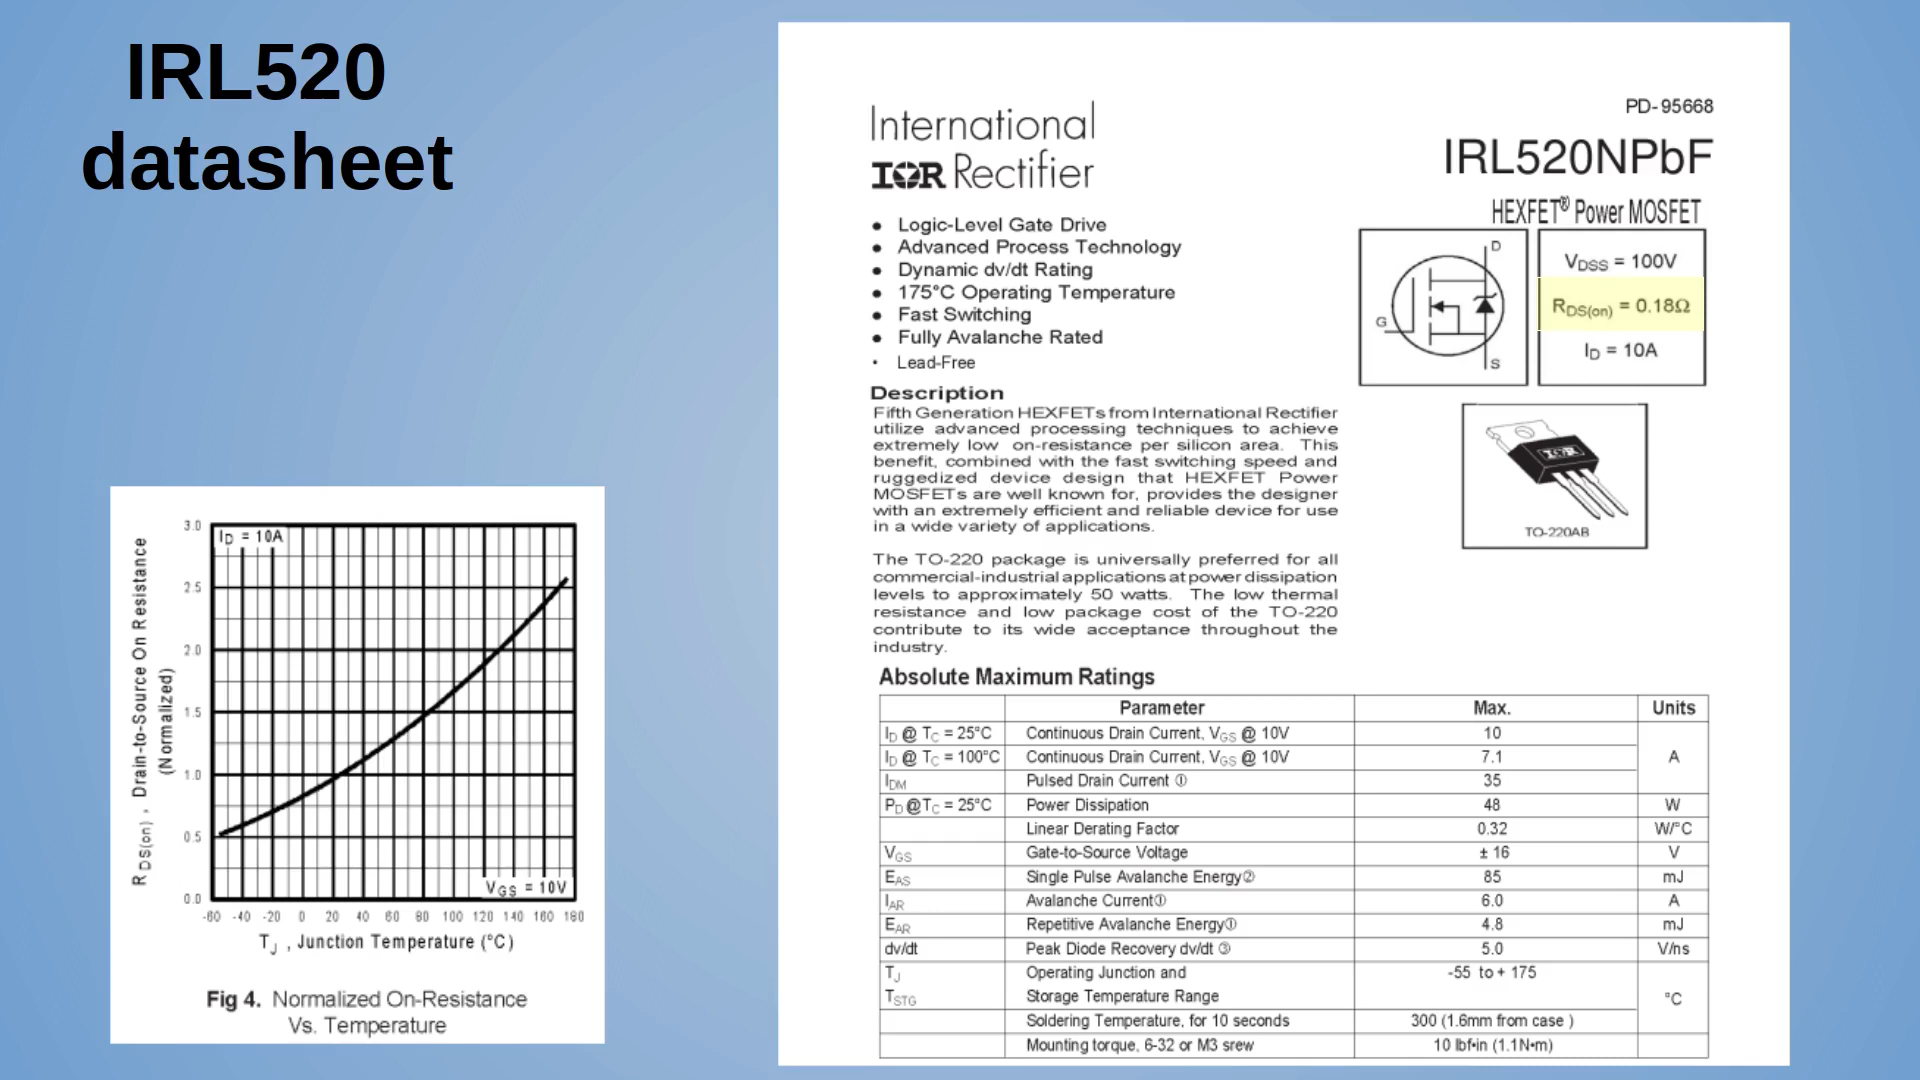 IRL520
datasheet
PD-95668
International
IOR Rectifier
IRL520NPbF
HEXFET® Power MOSFET
● Logic-Level Gate Drive
● Advanced Process Technology
● Dynamic dv/dt Rating
● 175°C Operating Temperature
● Fast Switching
● Fully Avalanche Rated
• Lead-Free
D
G
S
VDSS = 100V
RDS(on) = 0.18Ω
ID = 10A
Description
Fifth Generation HEXFETs from International Rectifier
utilize advanced processing techniques to achieve
extremely low on-resistance per silicon area. This
benefit, combined with the fast switching speed and
ruggedized device design that HEXFET Power
MOSFETs are well known for, provides the designer
with an extremely efficient and reliable device for use
in a wide variety of applications.
The TO-220 package is universally preferred for all
commercial-industrial applications at power dissipation
levels to approximately 50 watts. The low thermal
resistance and low package cost of the TO-220
contribute to its wide acceptance throughout the
industry.
IOR
TO-220AB
Absolute Maximum Ratings
Parameter Max. Units
ID @ TC = 25°C Continuous Drain Current, VGS @ 10V 10
ID @ TC = 100°C Continuous Drain Current, VGS @ 10V 7.1 A
IDM Pulsed Drain Current ① 35
PD @TC = 25°C Power Dissipation 48 W
Linear Derating Factor 0.32 W/°C
VGS Gate-to-Source Voltage ± 16 V
EAS Single Pulse Avalanche Energy② 85 mJ
IAR Avalanche Current① 6.0 A
EAR Repetitive Avalanche Energy① 4.8 mJ
dv/dt Peak Diode Recovery dv/dt ③ 5.0 V/ns
TJ Operating Junction and -55 to + 175
TSTG Storage Temperature Range °C
Soldering Temperature, for 10 seconds 300 (1.6mm from case )
Mounting torque, 6-32 or M3 srew 10 lbf•in (1.1N•m)
RDS(on) , Drain-to-Source On Resistance
(Normalized)
3.0
2.5
2.0
1.5
1.0
0.5
0.0
ID = 10A
VGS = 10V
-60 -40 -20 0 20 40 60 80 100 120 140 160 180
TJ , Junction Temperature (°C)
Fig 4. Normalized On-Resistance
Vs. Temperature